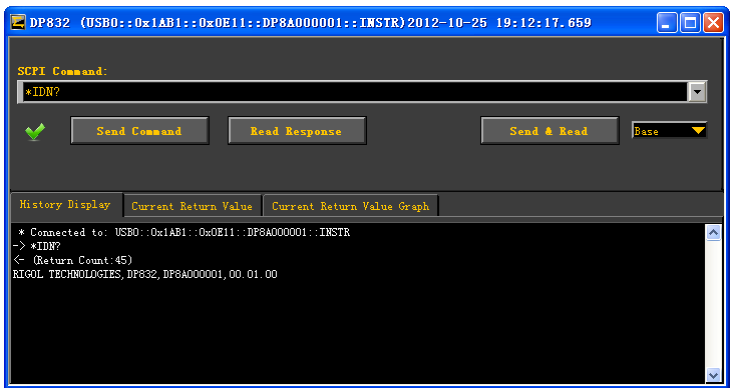 DP832 (USB0::0x1AB1::0x0E11::DP8A000001::INSTR)2012-10-25 19:12:17.659
SCPI Command:
*IDN?
Send Command Read Response Send & Read Base
History Display Current Return Value Current Return Value Graph
* Connected to: USB0::0x1AB1::0x0E11::DP8A000001::INSTR
-> *IDN?
<- (Return Count:45)
RIGOL TECHNOLOGIES,DP832,DP8A000001,00.01.00